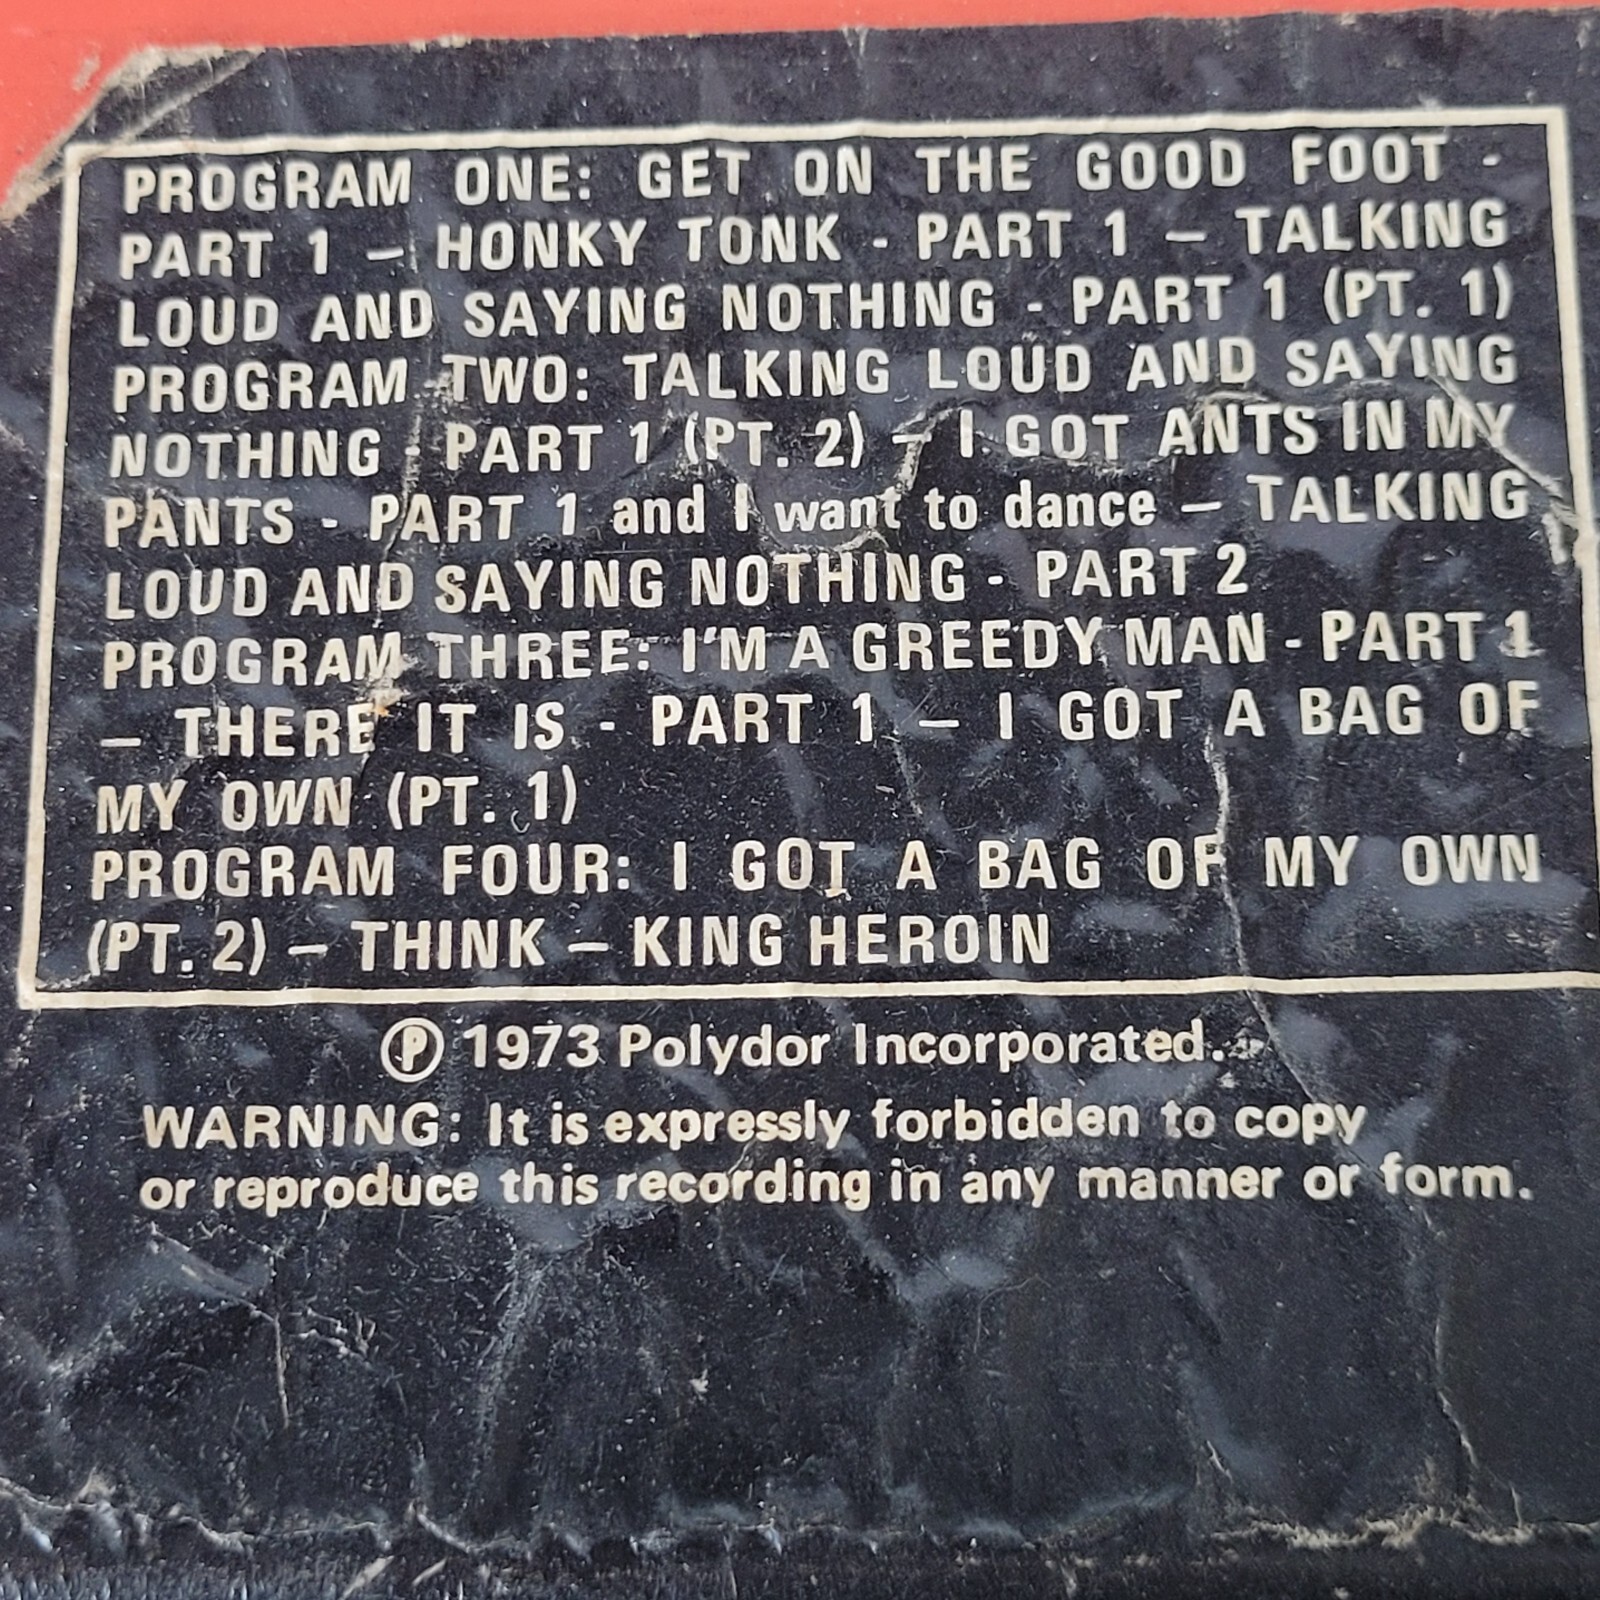 PROGRAM ONE: GET ON THE GOOD FOOT -
PART 1 – HONKY TONK - PART 1 – TALKING
LOUD AND SAYING NOTHING - PART 1 (PT. 1)
PROGRAM TWO: TALKING LOUD AND SAYING
NOTHING - PART 1 (PT. 2) – I GOT ANTS IN MY
PANTS - PART 1 and I want to dance – TALKING
LOUD AND SAYING NOTHING - PART 2
PROGRAM THREE: I'M A GREEDY MAN - PART 1
– THERE IT IS - PART 1 – I GOT A BAG OF
MY OWN (PT. 1)
PROGRAM FOUR: I GOT A BAG OF MY OWN
(PT. 2) – THINK – KING HEROIN
Ⓟ 1973 Polydor Incorporated.
WARNING: It is expressly forbidden to copy
or reproduce this recording in any manner or form.